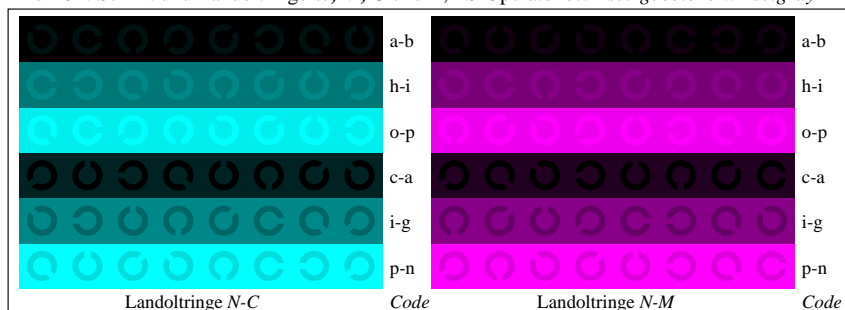 a-b a-b
h-i h-i
o-p o-p
c-a c-a
i-g i-g
p-n p-n
Landoltringe N-C Code Landoltringe N-M Code